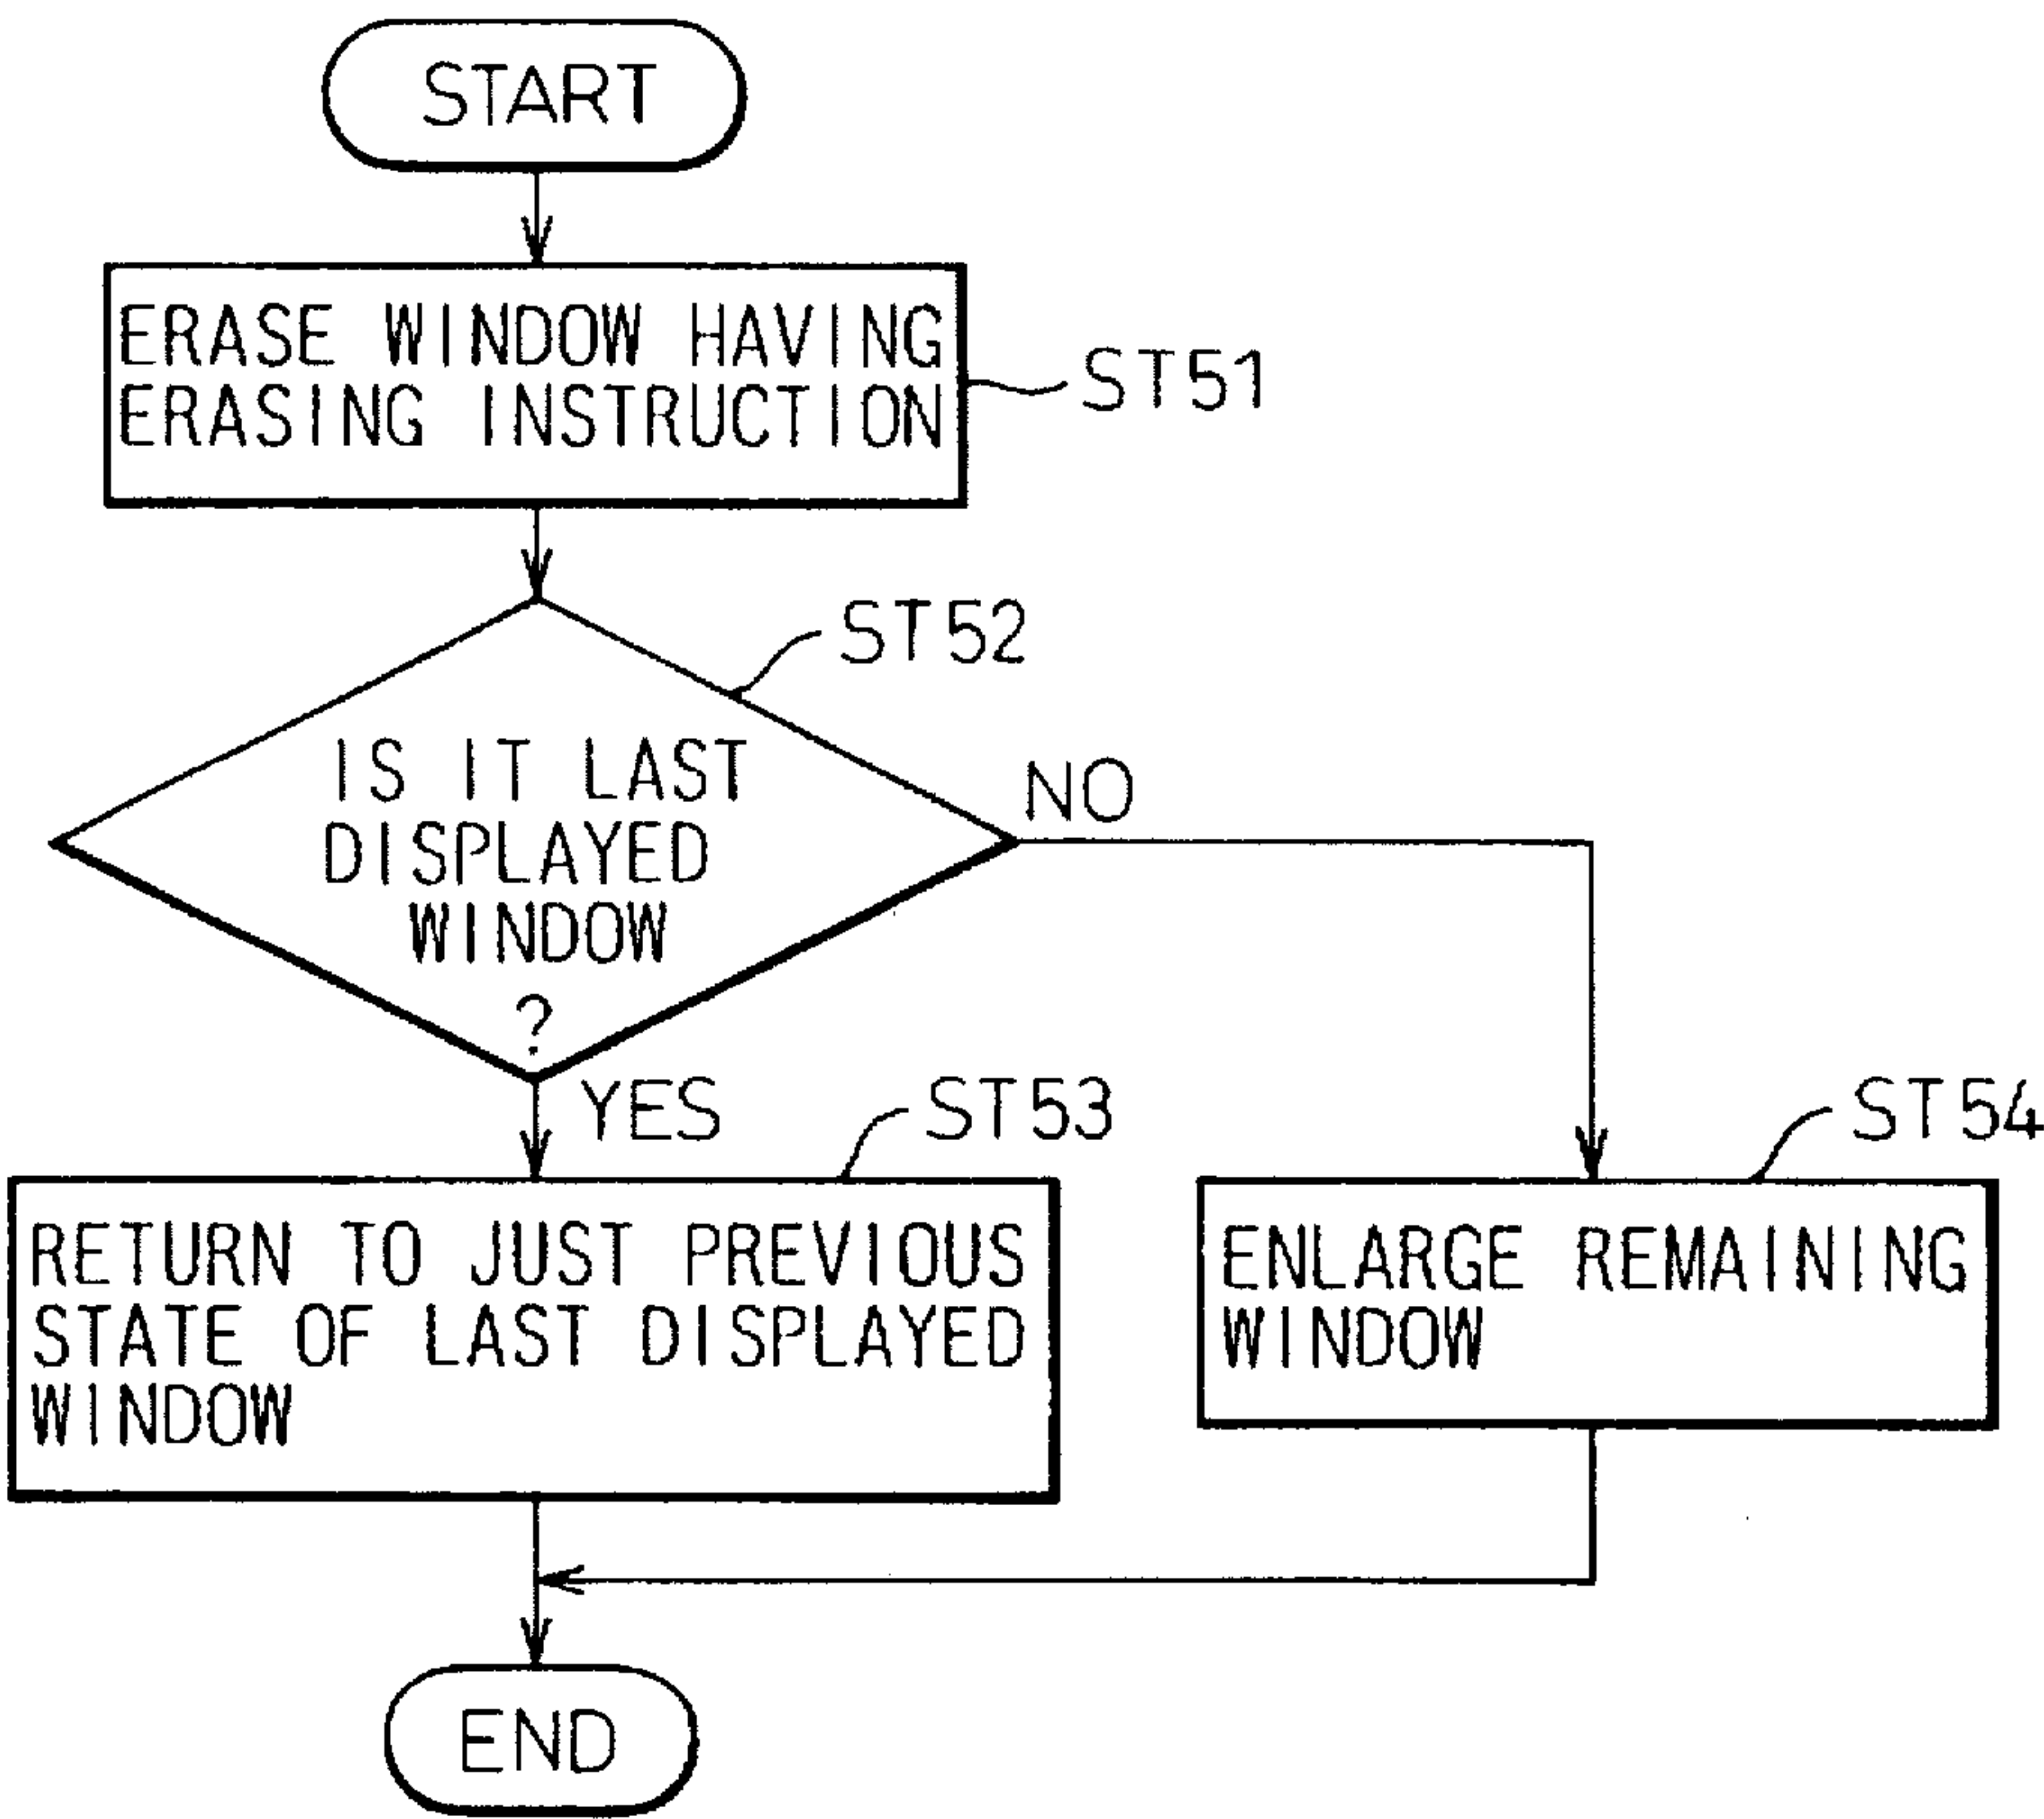 START
ERASE WINDOW HAVING
ERASING INSTRUCTION
ST51
ST52
IS IT LAST
DISPLAYED
WINDOW
?
NO
YES
ST53
RETURN TO JUST PREVIOUS
STATE OF LAST DISPLAYED
WINDOW
ST54
ENLARGE REMAINING
WINDOW
END